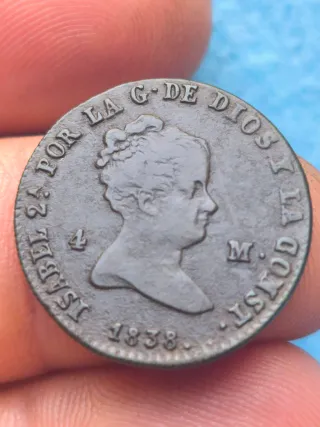 ISABEL 2ª POR LA G· DE DIOS Y LA CONST·
4 M·
1838·